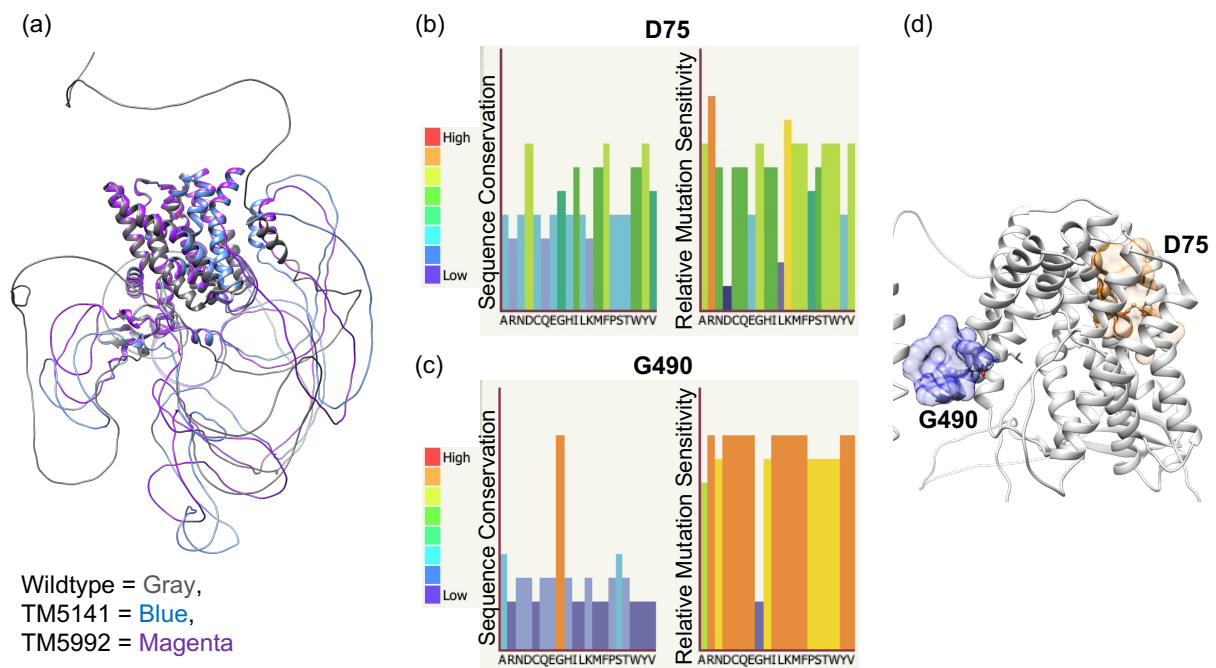 (a)
(b)
D75
(d)
High
Low
Sequence Conservation
Relative Mutation Sensitivity
ARNDCQEGHILKMFPSTWYV
ARNDCQEGHILKMFPSTWYV
(c)
G490
High
Low
Sequence Conservation
Relative Mutation Sensitivity
ARNDCQEGHILKMFPSTWYV
ARNDCQEGHILKMFPSTWYV
D75
G490
Wildtype = Gray,
TM5141 = Blue,
TM5992 = Magenta